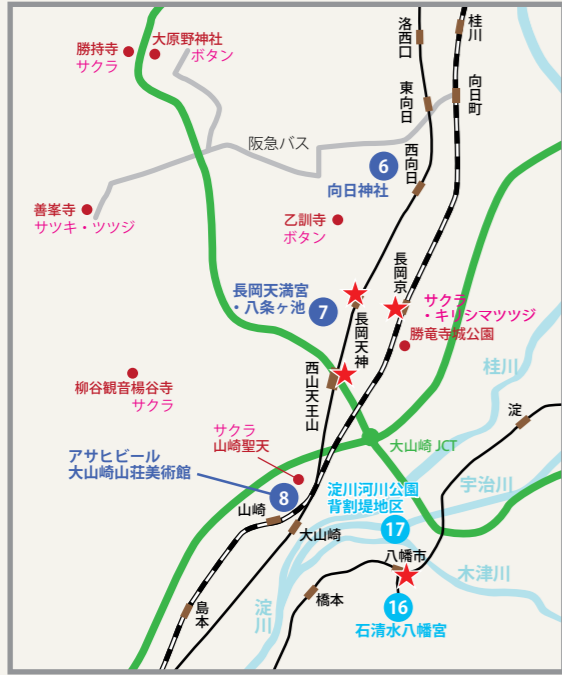 勝持寺
サクラ
大原野神社
ボタン
洛西口
桂川
東向日
向日町
阪急バス
西向日
6
向日神社
善峯寺
サツキ・ツツジ
乙訓寺
ボタン
長岡天満宮
・八条ヶ池
7
長岡京
長岡天神
サクラ
・キリシマツツジ
勝竜寺城公園
桂川
西山天王山
柳谷観音楊谷寺
サクラ
淀
サクラ
山崎聖天
大山崎 JCT
アサヒビール
大山崎山荘美術館
8
山崎
大山崎
淀川河川公園
背割堤地区
17
宇治川
八幡市
木津川
島本
淀川
橋本
16
石清水八幡宮